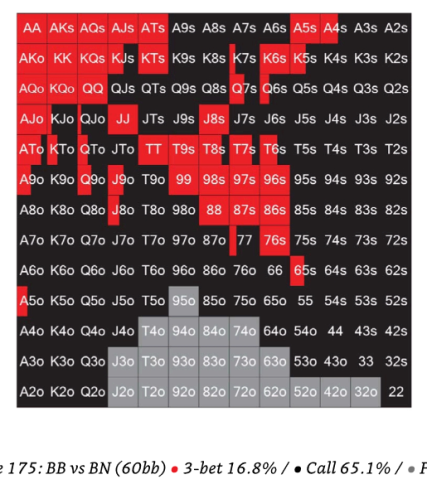 AA AKs AQs AJs ATs A9s A8s A7s A6s A5s A4s A3s A2s
AKo KK KQs KJs KTs K9s K8s K7s K6s K5s K4s K3s K2s
AQo KQo QQ QJs QTs Q9s Q8s Q7s Q6s Q5s Q4s Q3s Q2s
AJo KJo QJo JJ JTs J9s J8s J7s J6s J5s J4s J3s J2s
ATo KTo QTo JTo TT T9s T8s T7s T6s T5s T4s T3s T2s
A9o K9o Q9o J9o T9o 99 98s 97s 96s 95s 94s 93s 92s
A8o K8o Q8o J8o T8o 98o 88 87s 86s 85s 84s 83s 82s
A7o K7o Q7o J7o T7o 97o 87o 77 76s 75s 74s 73s 72s
A6o K6o Q6o J6o T6o 96o 86o 76o 66 65s 64s 63s 62s
A5o K5o Q5o J5o T5o 95o 85o 75o 65o 55 54s 53s 52s
A4o K4o Q4o J4o T4o 94o 84o 74o 64o 54o 44 43s 42s
A3o K3o Q3o J3o T3o 93o 83o 73o 63o 53o 43o 33 32s
A2o K2o Q2o J2o T2o 92o 82o 72o 62o 52o 42o 32o 22
e 175: BB vs BN (60bb) • 3-bet 16.8% / • Call 65.1% / • F